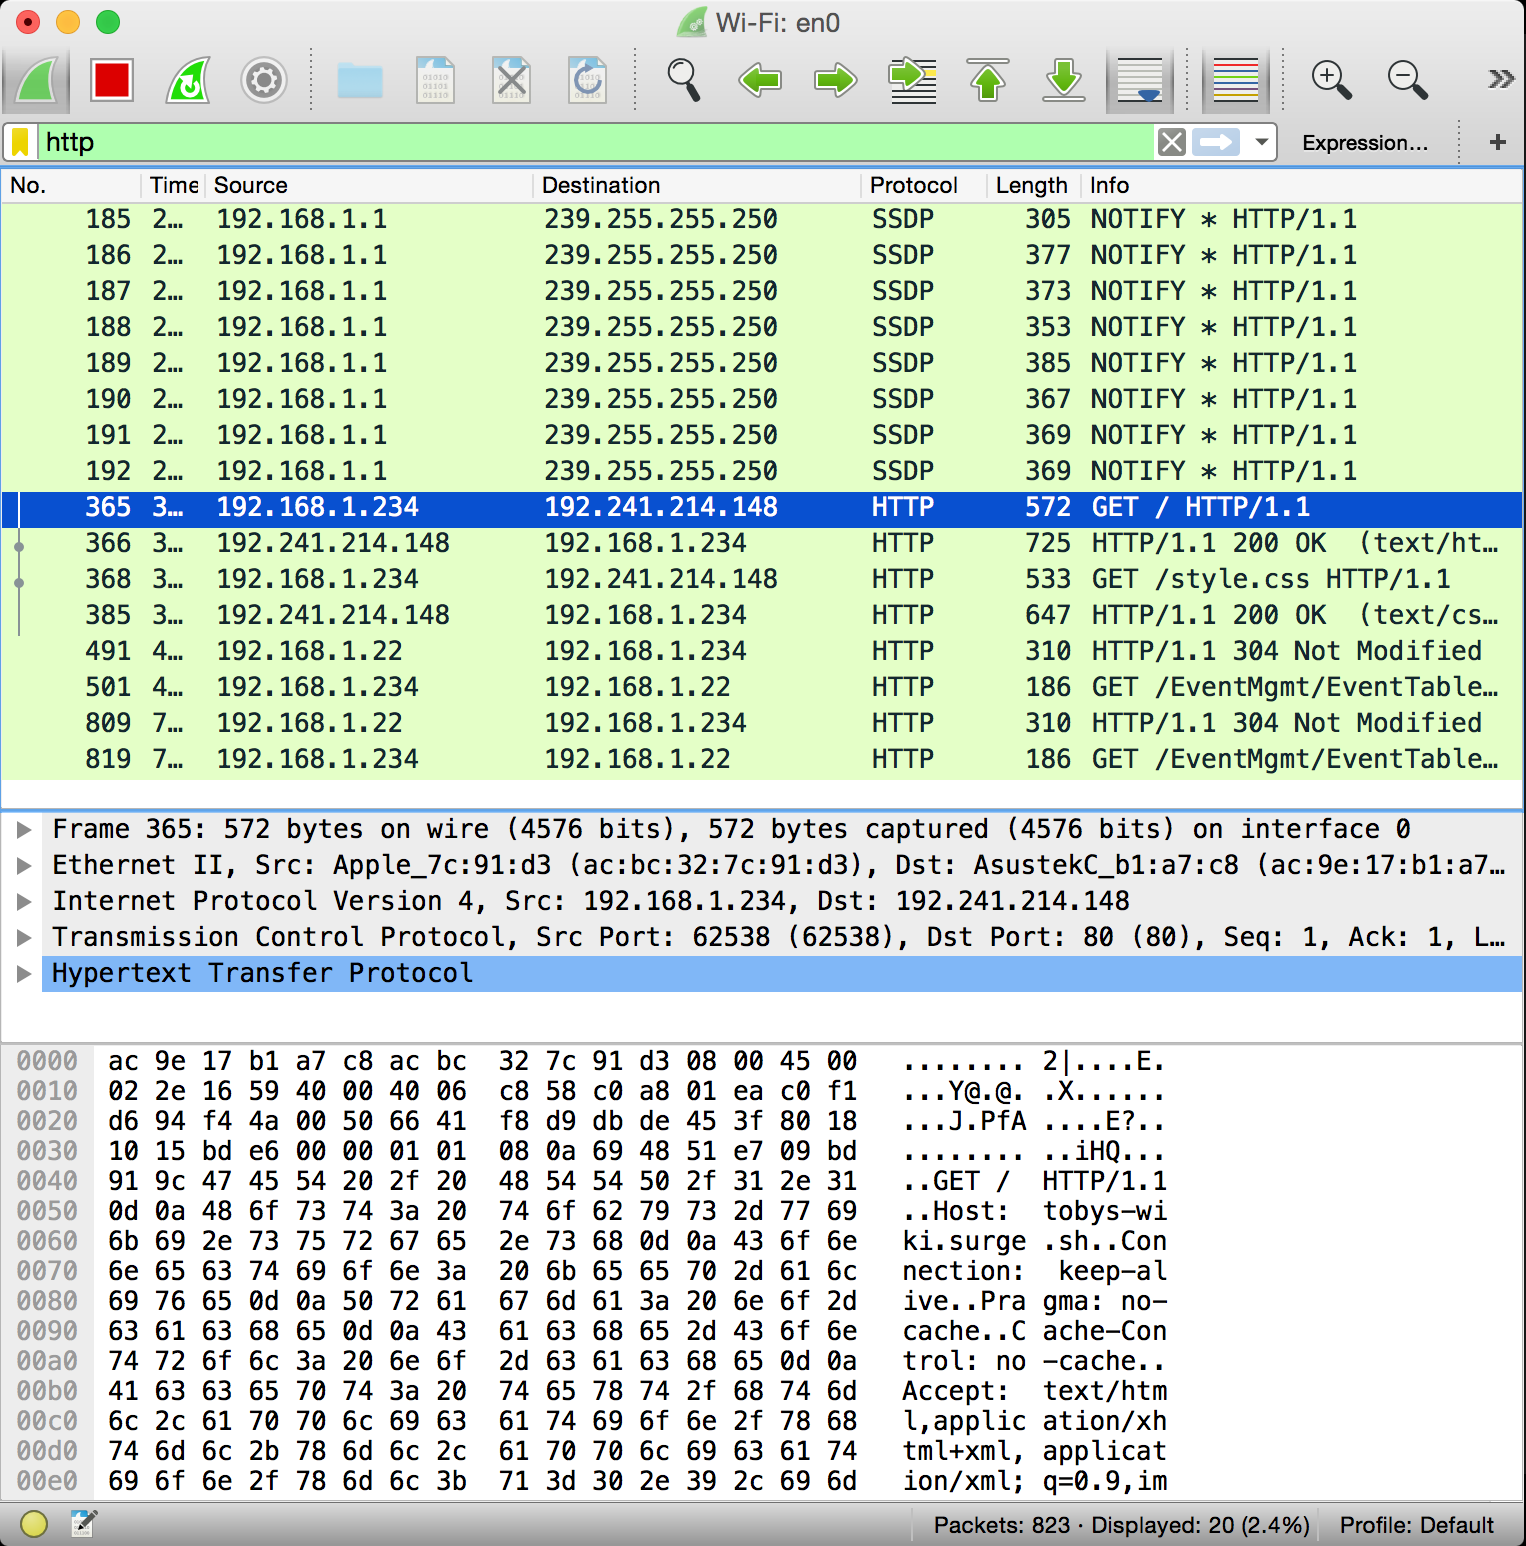 Wi-Fi: en0
http
Expression…
+
No. Time Source Destination Protocol Length Info
185 2… 192.168.1.1 239.255.255.250 SSDP 305 NOTIFY * HTTP/1.1
186 2… 192.168.1.1 239.255.255.250 SSDP 377 NOTIFY * HTTP/1.1
187 2… 192.168.1.1 239.255.255.250 SSDP 373 NOTIFY * HTTP/1.1
188 2… 192.168.1.1 239.255.255.250 SSDP 353 NOTIFY * HTTP/1.1
189 2… 192.168.1.1 239.255.255.250 SSDP 385 NOTIFY * HTTP/1.1
190 2… 192.168.1.1 239.255.255.250 SSDP 367 NOTIFY * HTTP/1.1
191 2… 192.168.1.1 239.255.255.250 SSDP 369 NOTIFY * HTTP/1.1
192 2… 192.168.1.1 239.255.255.250 SSDP 369 NOTIFY * HTTP/1.1
365 3… 192.168.1.234 192.241.214.148 HTTP 572 GET / HTTP/1.1
366 3… 192.241.214.148 192.168.1.234 HTTP 725 HTTP/1.1 200 OK (text/ht…
368 3… 192.168.1.234 192.241.214.148 HTTP 533 GET /style.css HTTP/1.1
385 3… 192.241.214.148 192.168.1.234 HTTP 647 HTTP/1.1 200 OK (text/cs…
491 4… 192.168.1.22 192.168.1.234 HTTP 310 HTTP/1.1 304 Not Modified
501 4… 192.168.1.234 192.168.1.22 HTTP 186 GET /EventMgmt/EventTable…
809 7… 192.168.1.22 192.168.1.234 HTTP 310 HTTP/1.1 304 Not Modified
819 7… 192.168.1.234 192.168.1.22 HTTP 186 GET /EventMgmt/EventTable…
Frame 365: 572 bytes on wire (4576 bits), 572 bytes captured (4576 bits) on interface 0
Ethernet II, Src: Apple_7c:91:d3 (ac:bc:32:7c:91:d3), Dst: AsustekC_b1:a7:c8 (ac:9e:17:b1:a7…
Internet Protocol Version 4, Src: 192.168.1.234, Dst: 192.241.214.148
Transmission Control Protocol, Src Port: 62538 (62538), Dst Port: 80 (80), Seq: 1, Ack: 1, L…
Hypertext Transfer Protocol
0000 ac 9e 17 b1 a7 c8 ac bc 32 7c 91 d3 08 00 45 00 ........ 2|....E.
0010 02 2e 16 59 40 00 40 06 c8 58 c0 a8 01 ea c0 f1 ...Y@.@. .X......
0020 d6 94 f4 4a 00 50 66 41 f8 d9 db de 45 3f 80 18 ...J.PfA ....E?..
0030 10 15 bd e6 00 00 01 01 08 0a 69 48 51 e7 09 bd ........ ..iHQ...
0040 91 9c 47 45 54 20 2f 20 48 54 54 50 2f 31 2e 31 ..GET / HTTP/1.1
0050 0d 0a 48 6f 73 74 3a 20 74 6f 62 79 73 2d 77 69 ..Host: tobys-wi
0060 6b 69 2e 73 75 72 67 65 2e 73 68 0d 0a 43 6f 6e ki.surge .sh..Con
0070 6e 65 63 74 69 6f 6e 3a 20 6b 65 65 70 2d 61 6c nection: keep-al
0080 69 76 65 0d 0a 50 72 61 67 6d 61 3a 20 6e 6f 2d ive..Pra gma: no-
0090 63 61 63 68 65 0d 0a 43 61 63 68 65 2d 43 6f 6e cache..C ache-Con
00a0 74 72 6f 6c 3a 20 6e 6f 2d 63 61 63 68 65 0d 0a trol: no -cache..
00b0 41 63 63 65 70 74 3a 20 74 65 78 74 2f 68 74 6d Accept: text/htm
00c0 6c 2c 61 70 70 6c 69 63 61 74 69 6f 6e 2f 78 68 l,applic ation/xh
00d0 74 6d 6c 2b 78 6d 6c 2c 61 70 70 6c 69 63 61 74 tml+xml, applicat
00e0 69 6f 6e 2f 78 6d 6c 3b 71 3d 30 2e 39 2c 69 6d ion/xml; q=0.9,im
Packets: 823 · Displayed: 20 (2.4%) Profile: Default